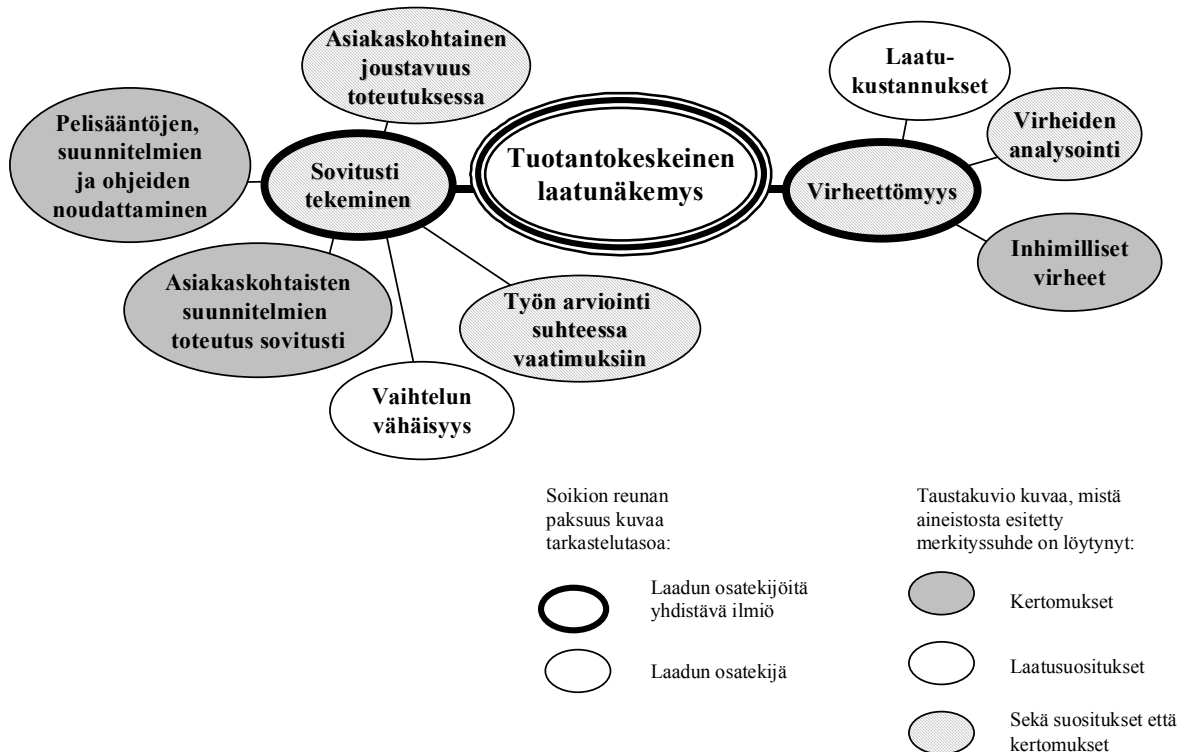 Asiakaskohtainen
joustavuus
toteutuksessa
Pelisääntöjen,
suunnitelmien
ja ohjeiden
noudattaminen
Sovitusti
tekeminen
Asiakaskohtaisten
suunnitelmien
toteutus sovitusti
Vaihtelun
vähäisyys
Työn arviointi
suhteessa
vaatimuksiin
Tuotantokeskeinen
laatunäkemys
Virheettömyys
Laatu-
kustannukset
Virheiden
analysointi
Inhimilliset
virheet
Soikion reunan
paksuus kuvaa
tarkastelutasoa:
Laadun osatekijöitä
yhdistävä ilmiö
Laadun osatekijä
Taustakuvio kuvaa, mistä
aineistosta esitetty
merkityssuhde on löytynyt:
Kertomukset
Laatusuositukset
Sekä suositukset että
kertomukset